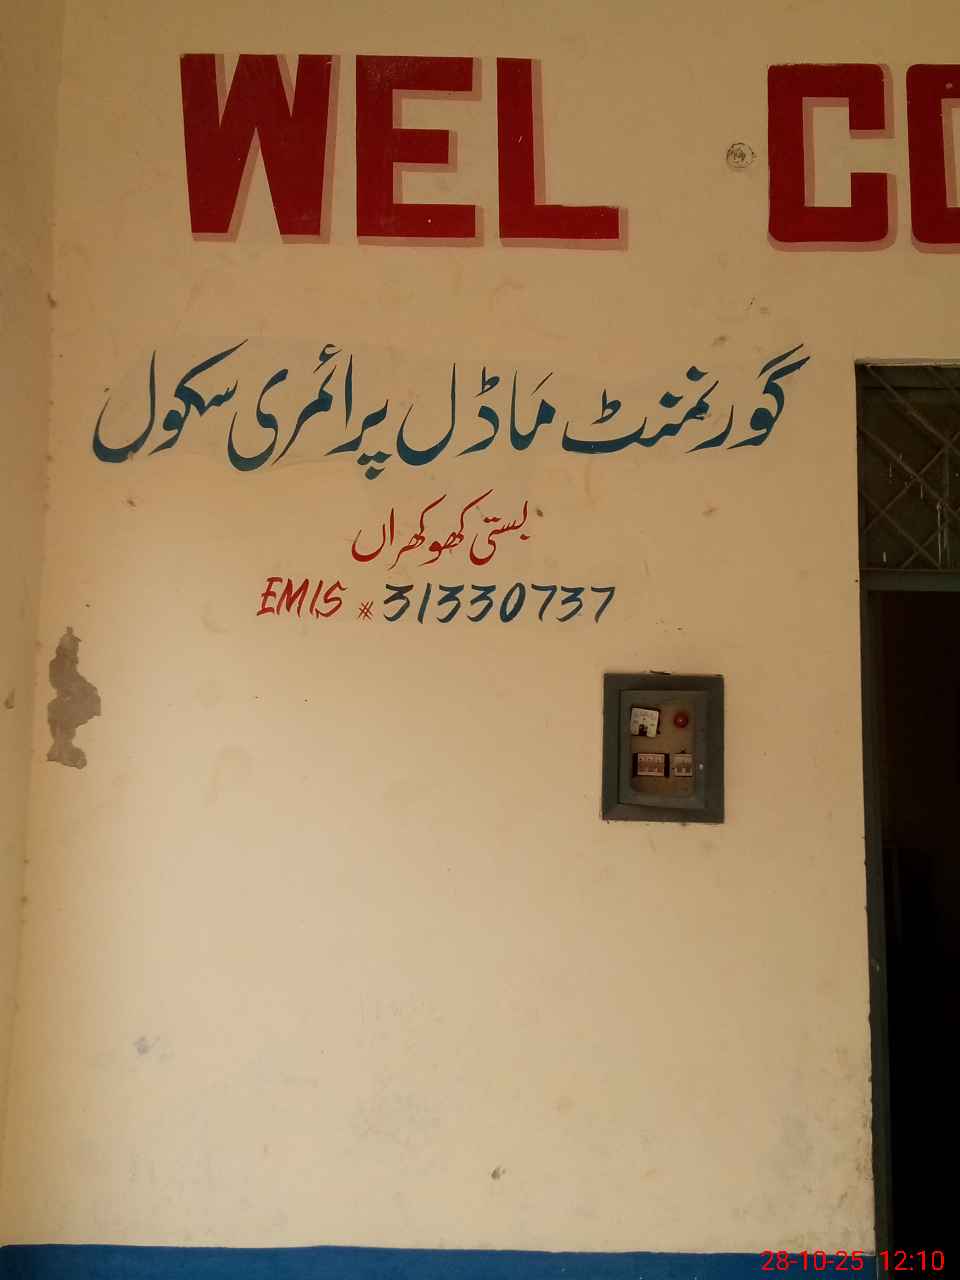 WEL CO
گورنمنٹ ماڈل پرائمری سکول
بستی کھوکھراں
EMIS # 31330737
28-10-25 12:10